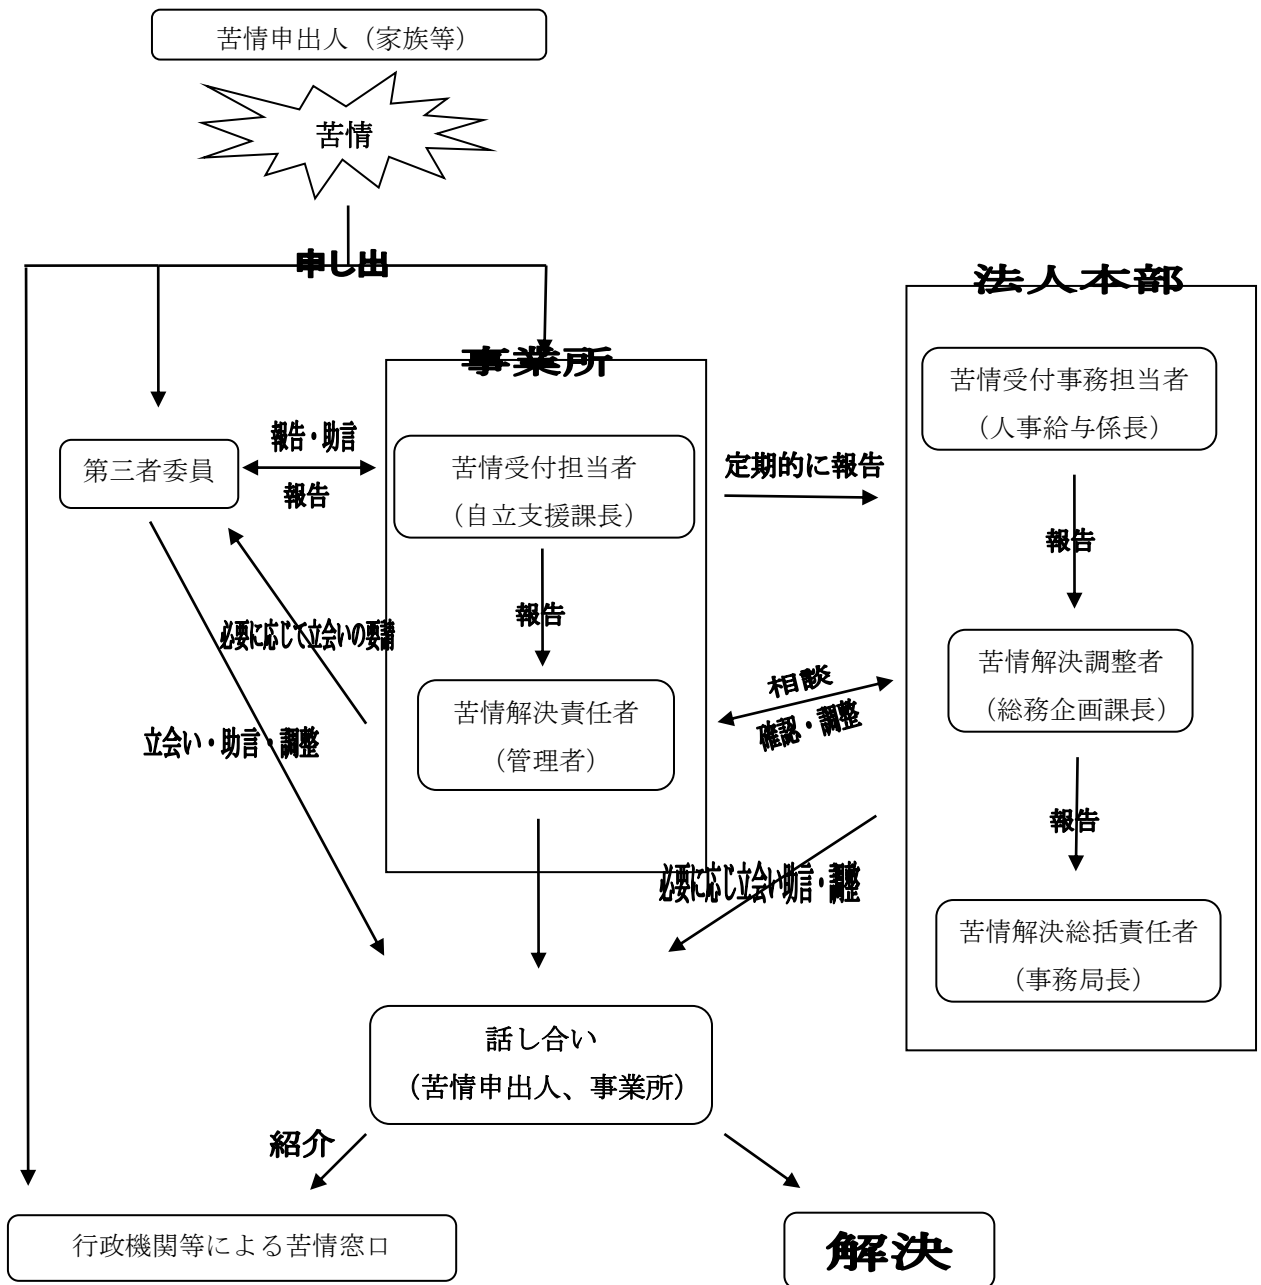 苦情申出人（家族等）
苦情
申し出
法人本部
事業所
苦情受付事務担当者
（人事給与係長）
報告・助言
定期的に報告
第三者委員
苦情受付担当者
（自立支援課長）
報告
報告
報告
必要に応じて立会いの要請
苦情解決調整者
（総務企画課長）
相談
確認・調整
苦情解決責任者
（管理者）
立会い・助言・調整
報告
必要に応じ立会い助言・調整
苦情解決総括責任者
（事務局長）
話し合い
（苦情申出人、事業所）
紹介
行政機関等による苦情窓口
解決